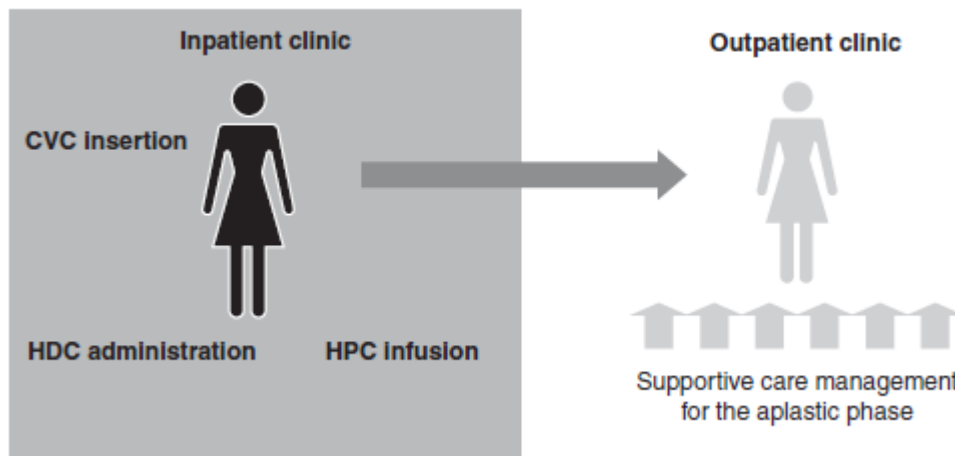 Inpatient clinic
Outpatient clinic
CVC insertion
HDC administration
HPC infusion
Supportive care management
for the aplastic phase